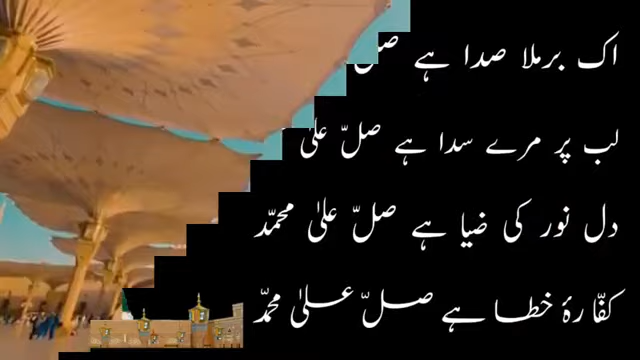 اک برملا صدا ہے صلّ
لب پر مرے سدا ہے صلّ علیٰ
دل نور کی ضیا ہے صلّ علیٰ محمّد
کفّارۂ خطا ہے صلّ علیٰ محمّد